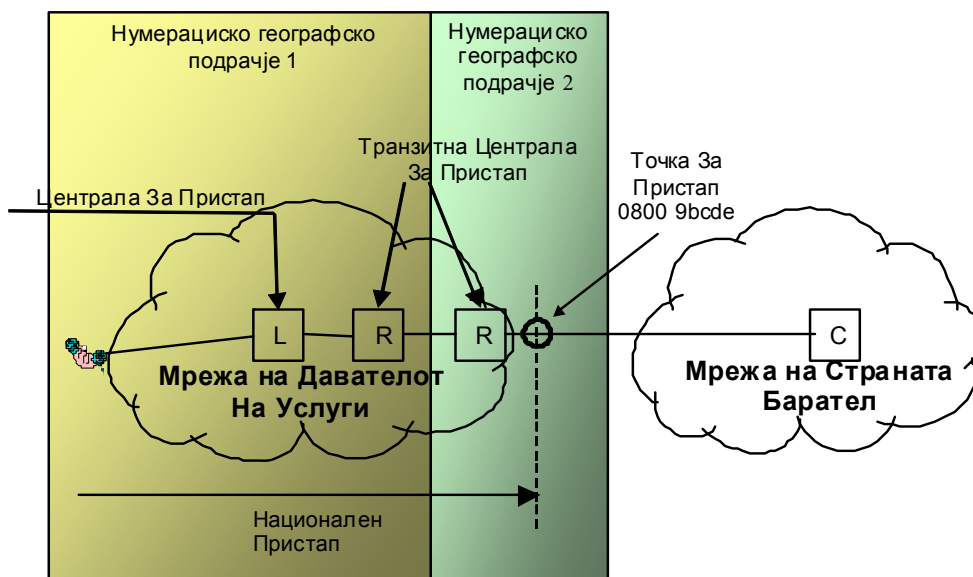 Нумерациско географско
подрачје 1
Нумерациско
географско
подрачје 2
Транзитна Централа
За Пристап
Точка За
Пристап
0800 9bcde
Централа За Пристап
L
R
R
C
Мрежа на Давателот
На Услуги
Мрежа на Страната
Барател
Национален
Пристап